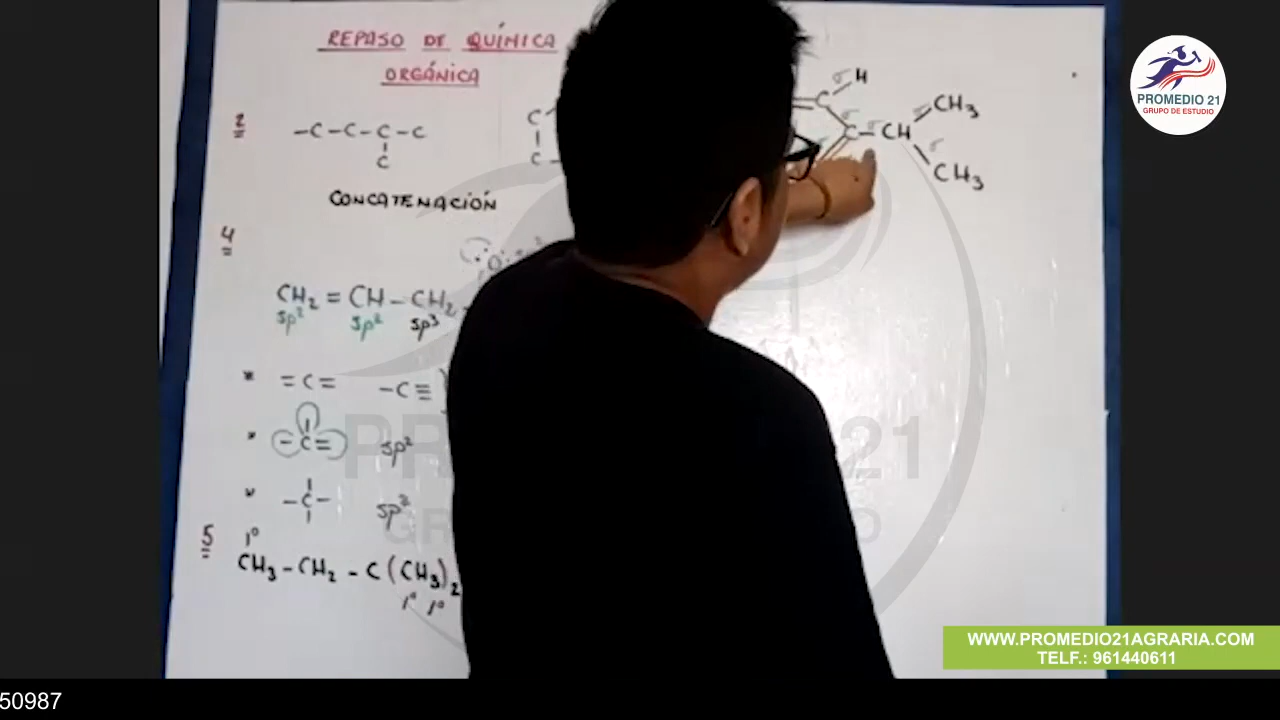 REPASO DE QUÍMICA
ORGÁNICA
2
-C-C-C-C
C
C
C
CONCATENACIÓN
C
σ H
σ
C - CH
σ
CH3
σ
CH3
4
CH2 = CH - CH2
sp2 sp2 sp3
* =C= -C≡
* -C= sp2
* -C-
5
1°
CH3 - CH2 - C (CH3)2
1° 1°
PROMEDIO 21
GRUPO DE ESTUDIO
WWW.PROMEDIO21AGRARIA.COM
TELF.: 961440611
50987